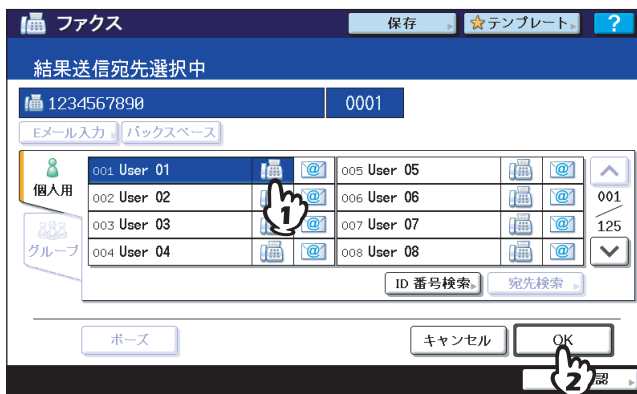 ファクス 保存 テンプレート ?
結果送信宛先選択中
1234567890 0001
Eメール入力 バックスペース
個人用
グループ
001 User 01 005 User 05
002 User 02 006 User 06
003 User 03 007 User 07
004 User 04 008 User 08
001
125
ID 番号検索 宛先検索
ポーズ キャンセル OK
認
1
2